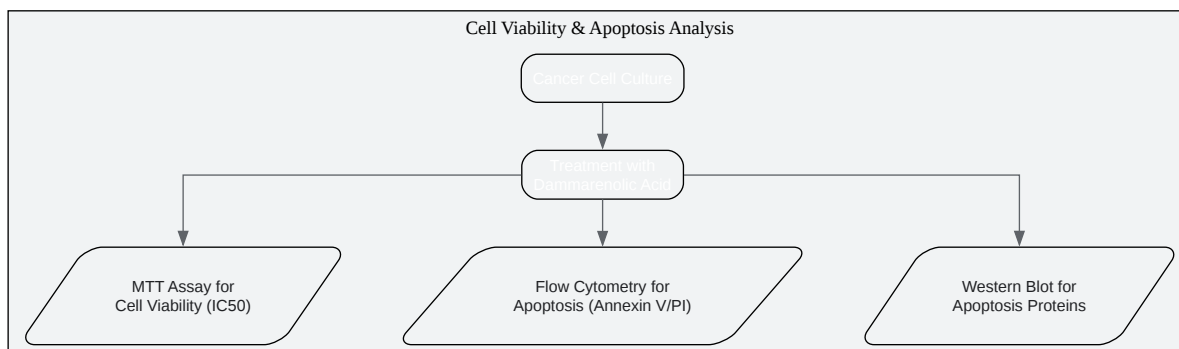 Cell Viability & Apoptosis Analysis
Cancer Cell Culture
Treatment with
Dammarenolic Acid
MTT Assay for
Cell Viability (IC50)
Flow Cytometry for
Apoptosis (Annexin V/PI)
Western Blot for
Apoptosis Proteins